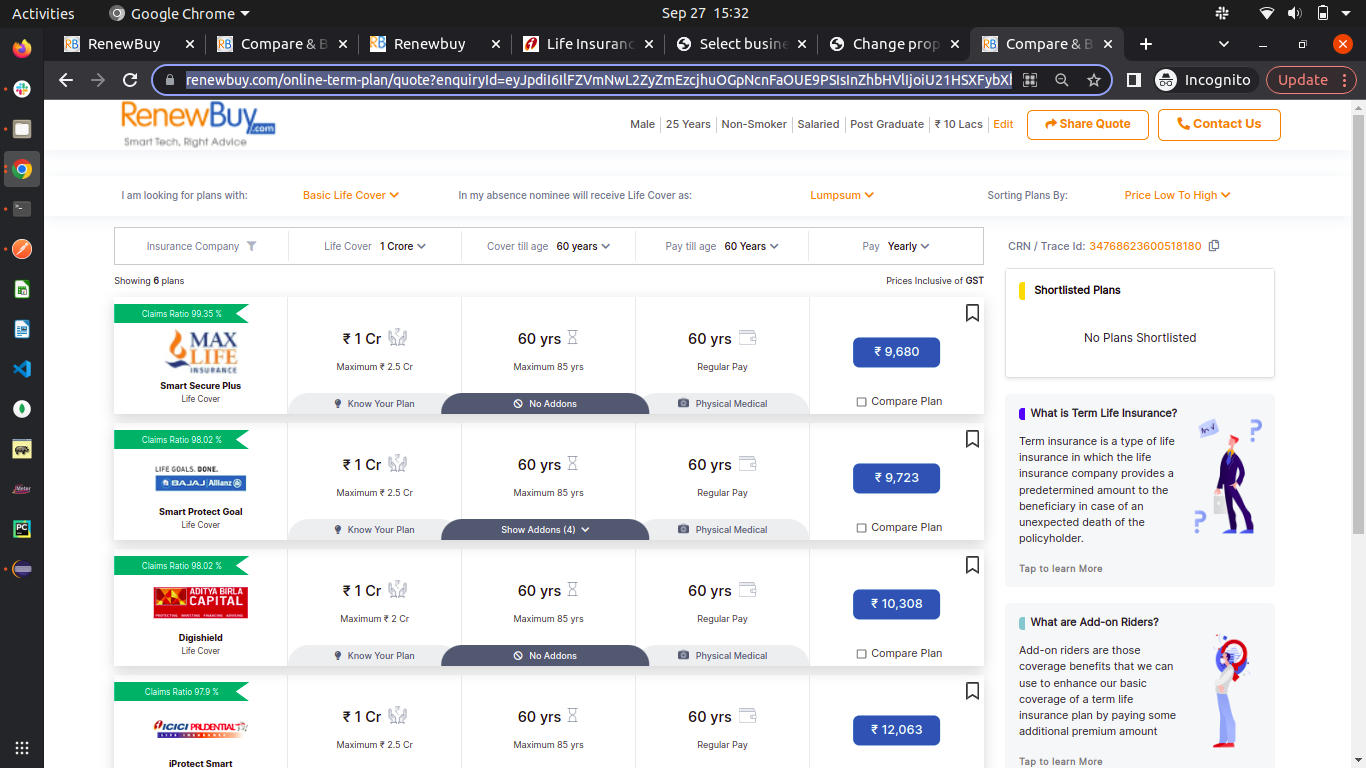 Activities
Google Chrome
Sep 27 15:32
RenewBuy
Compare & B
Renewbuy
Life Insuranc
Select busine
Change prop
Compare & B
Incognito
Update
RenewBuy.com
Smart Tech, Right Advice
Male 25 Years Non-Smoker Salaried Post Graduate ₹ 10 Lacs Edit
Share Quote
Contact Us
I am looking for plans with: Basic Life Cover
In my absence nominee will receive Life Cover as: Lumpsum
Sorting Plans By: Price Low To High
Insurance Company
Life Cover 1 Crore
Cover till age 60 years
Pay till age 60 Years
Pay Yearly
CRN / Trace Id: 34768623600518180
Showing 6 plans
Prices Inclusive of GST
Claims Ratio 99.35 %
MAX
LIFE
INSURANCE
Smart Secure Plus
Life Cover
₹ 1 Cr
Maximum ₹ 2.5 Cr
60 yrs
Maximum 85 yrs
60 yrs
Regular Pay
₹ 9,680
Compare Plan
Know Your Plan
No Addons
Physical Medical
Claims Ratio 98.02 %
LIFE GOALS. DONE.
BAJAJ Allianz
Smart Protect Goal
Life Cover
₹ 1 Cr
Maximum ₹ 2.5 Cr
60 yrs
Maximum 85 yrs
60 yrs
Regular Pay
₹ 9,723
Compare Plan
Know Your Plan
Show Addons (4)
Physical Medical
Claims Ratio 98.02 %
ADITYA BIRLA
CAPITAL
PROTECTING INVESTING FINANCING ADVISING
Digishield
Life Cover
₹ 1 Cr
Maximum ₹ 2 Cr
60 yrs
Maximum 85 yrs
60 yrs
Regular Pay
₹ 10,308
Compare Plan
Know Your Plan
No Addons
Physical Medical
Claims Ratio 97.9 %
ICICI PRUDENTIAL
LIFE INSURANCE
iProtect Smart
₹ 1 Cr
Maximum ₹ 2.5 Cr
60 yrs
Maximum 85 yrs
60 yrs
Regular Pay
₹ 12,063
Shortlisted Plans
No Plans Shortlisted
What is Term Life Insurance?
Term insurance is a type of life
insurance in which the life
insurance company provides a
predetermined amount to the
beneficiary in case of an
unexpected death of the
policyholder.
Tap to learn More
What are Add-on Riders?
Add-on riders are those
coverage benefits that we can
use to enhance our basic
coverage of a term life
insurance plan by paying some
additional premium amount
Tap to learn More